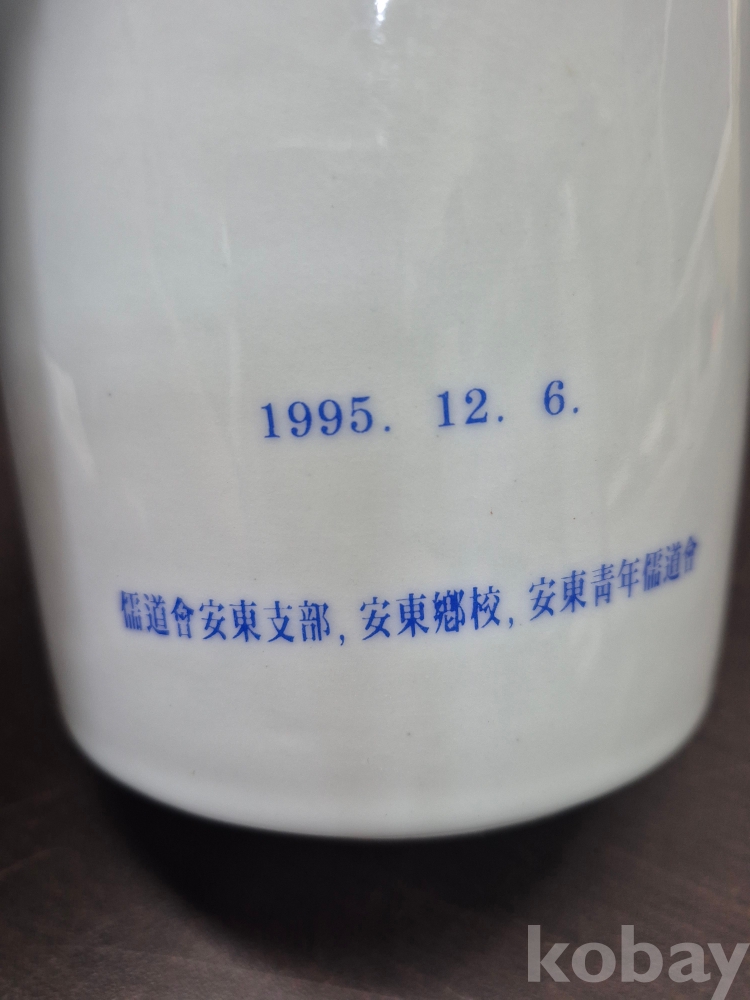 1995. 12. 6.
儒道會安東支部, 安東鄕校, 安東靑年儒道會
kobay